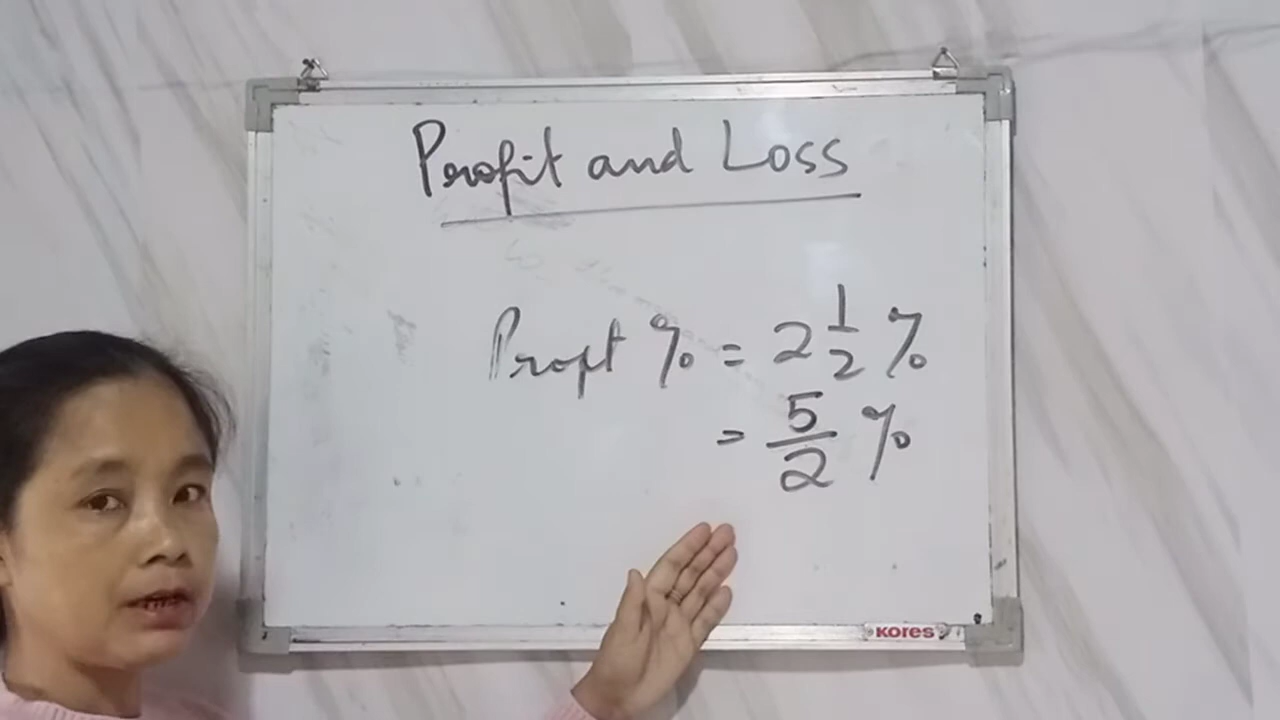 Profit and Loss
Profit % = 2 1/2 %
= 5/2 %
Kores